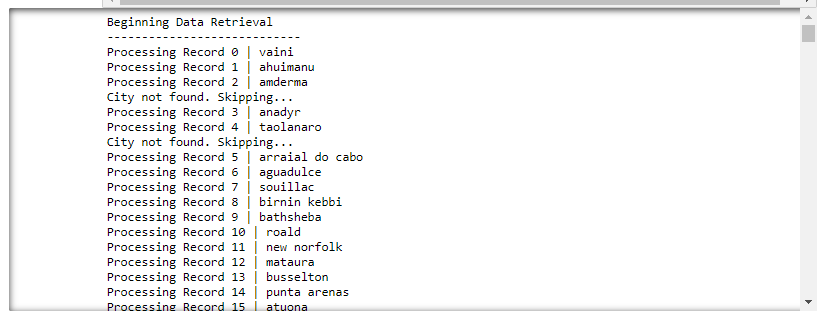 Beginning Data Retrieval
----------------------------
Processing Record 0 | vaini
Processing Record 1 | ahuimanu
Processing Record 2 | amderma
City not found. Skipping...
Processing Record 3 | anadyr
Processing Record 4 | taolanaro
City not found. Skipping...
Processing Record 5 | arraial do cabo
Processing Record 6 | aguadulce
Processing Record 7 | souillac
Processing Record 8 | birnin kebbi
Processing Record 9 | bathsheba
Processing Record 10 | roald
Processing Record 11 | new norfolk
Processing Record 12 | mataura
Processing Record 13 | busselton
Processing Record 14 | punta arenas
Processing Record 15 | atuona